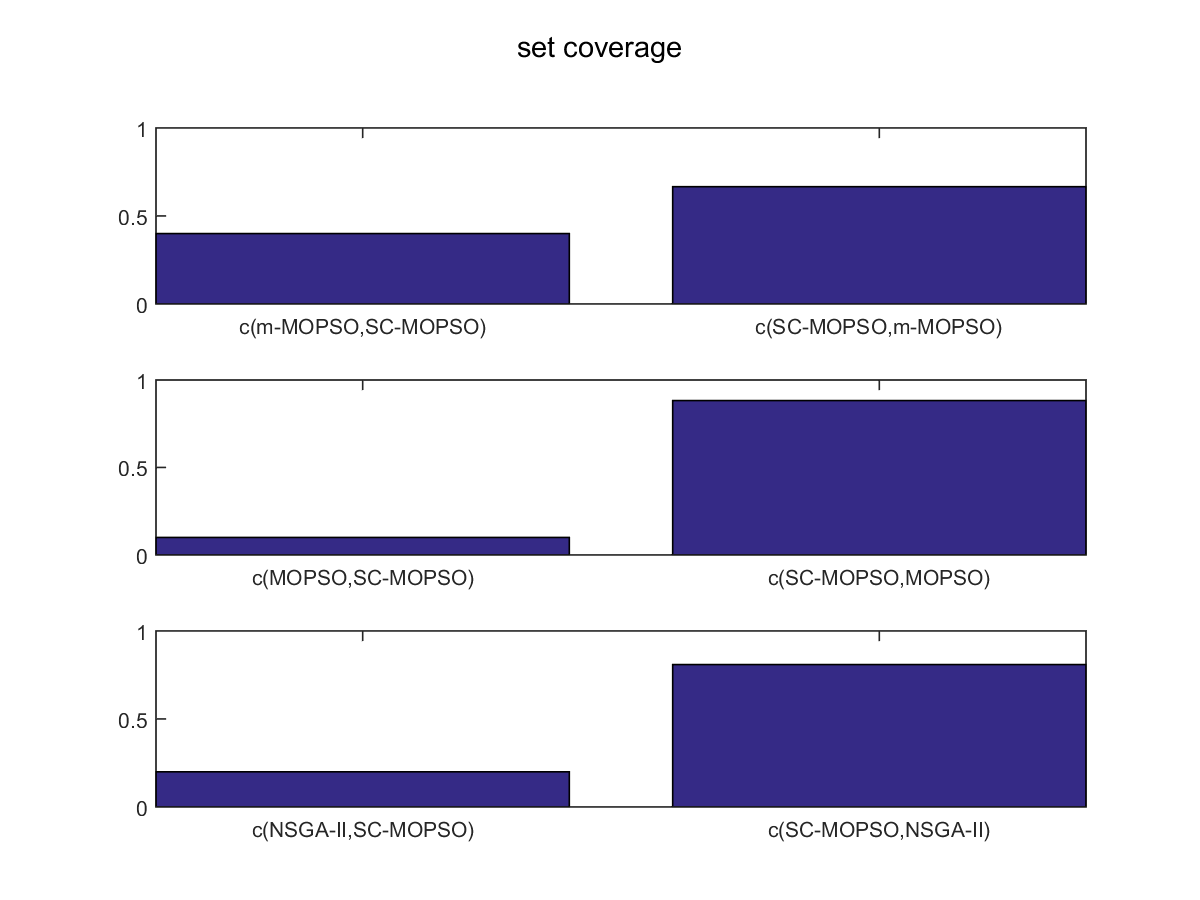 set coverage
1
0.5
0
c(m-MOPSO,SC-MOPSO) c(SC-MOPSO,m-MOPSO)
1
0.5
0
c(MOPSO,SC-MOPSO) c(SC-MOPSO,MOPSO)
1
0.5
0
c(NSGA-II,SC-MOPSO) c(SC-MOPSO,NSGA-II)